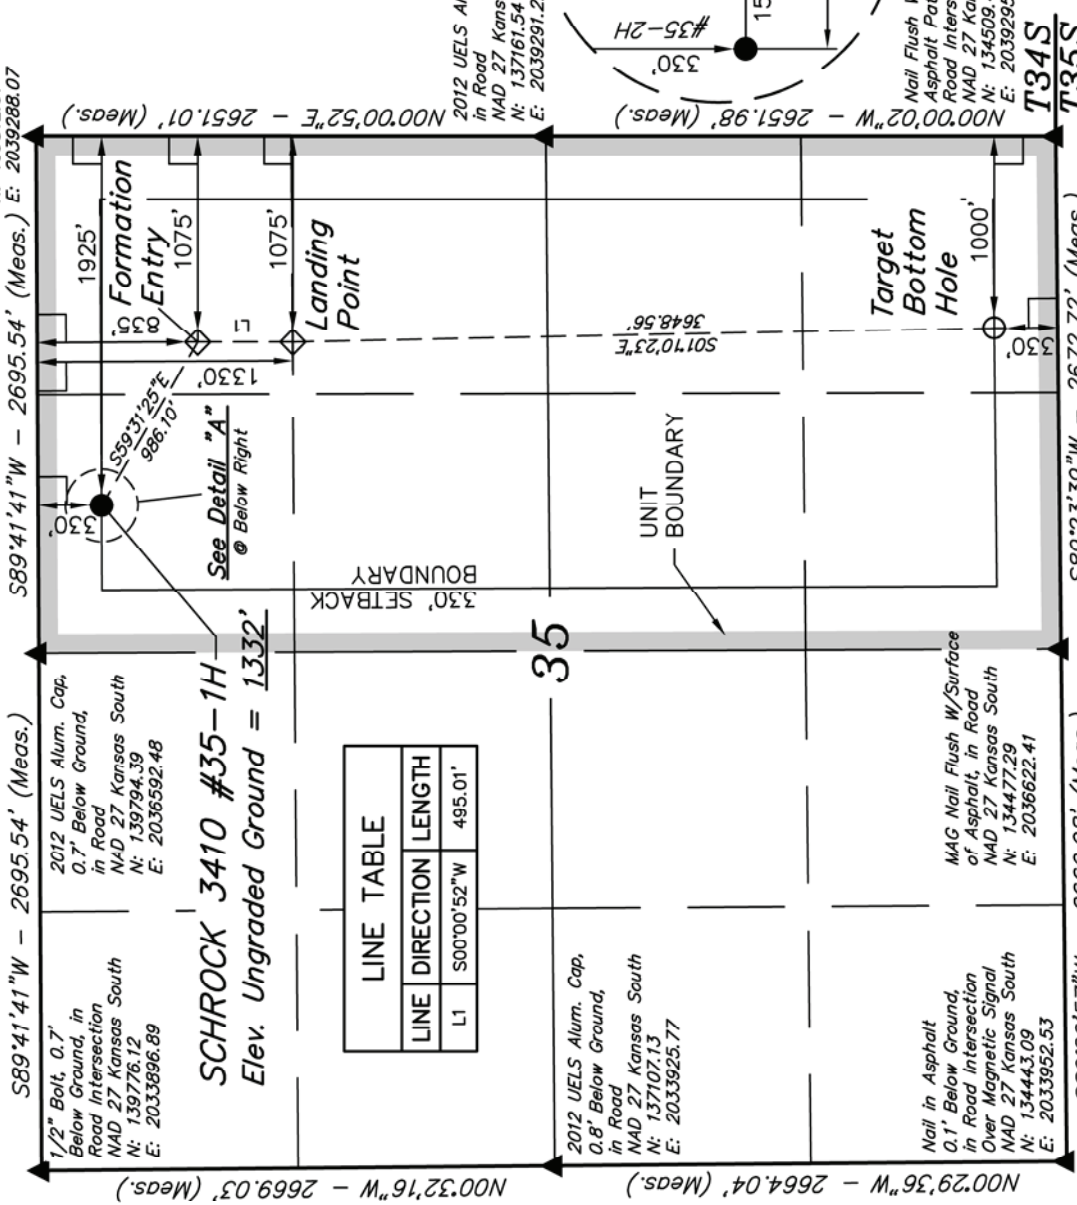 S89°41'41"W - 2695.54' (Meas.)
S89°41'41"W - 2695.54' (Meas.)
E: 2039288.07
1/2" Bolt, 0.7'
Below Ground, in
Road Intersection
NAD 27 Kansas South
N: 139776.12
E: 2033896.89
2012 UELS Alum. Cap,
0.7' Below Ground,
in Road
NAD 27 Kansas South
N: 139794.39
E: 2036592.48
SCHROCK 3410 #35-1H
Elev. Ungraded Ground = 1332'
330'
S59°31'25"E
986.10'
See Detail "A"
@ Below Right
1925'
Formation
Entry
835'
1075'
L1
1330'
1075'
Landing
Point
N00°00'52"E - 2651.01' (Meas.)
2012 UELS Al
in Road
NAD 27 Kans
N: 137161.54
E: 2039291.2
330' SETBACK
BOUNDARY
LINE TABLE
LINE DIRECTION LENGTH
L1 S00°00'52"W 495.01'
35
UNIT
BOUNDARY
S01°10'23"E
3648.56'
#35-2H
330'
15
N00°00'02"W - 2651.98' (Meas.)
Target
Bottom
Hole
1000'
330'
Nail Flush W
Asphalt Pat
Road Inters
NAD 27 Kan
N: 134509.
E: 2039295
T34S
T35S
2012 UELS Alum. Cap,
0.8' Below Ground,
in Road
NAD 27 Kansas South
N: 137107.13
E: 2033925.77
Nail in Asphalt
0.1' Below Ground,
in Road Intersection
Over Magnetic Signal
NAD 27 Kansas South
N: 134443.09
E: 2033952.53
MAG Nail Flush W/Surface
of Asphalt, in Road
NAD 27 Kansas South
N: 134477.29
E: 2036622.41
N00°32'16"W - 2669.03' (Meas.)
N00°29'36"W - 2664.04' (Meas.)
2672.72' (Meas.)